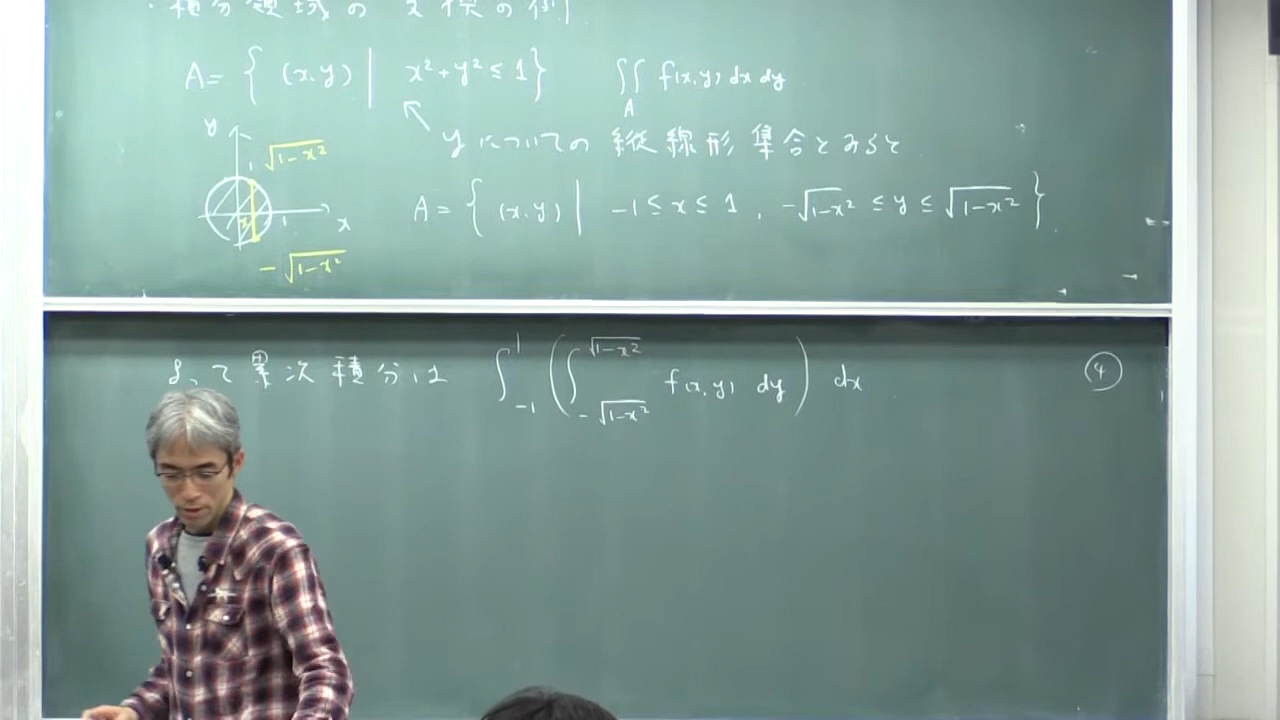 ・積分領域の変換の例
A = { (x,y) | x² + y² ≤ 1 } ∬_A f(x,y) dx dy
↖ yについての縦線形集合とみると
y √(1-x²)
1
1 x
-√(1-x²)
A = { (x,y) | -1 ≤ x ≤ 1 , -√(1-x²) ≤ y ≤ √(1-x²) }
よって累次積分は ∫_{-1}^{1} ( ∫_{-√(1-x²)}^{√(1-x²)} f(x,y) dy ) dx ④